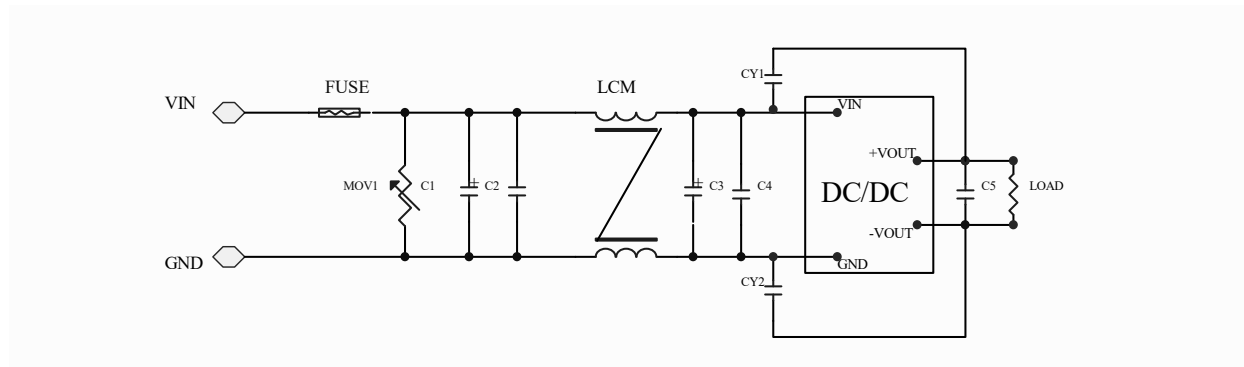 FUSE
LCM
CY1
VIN
VIN
+VOUT
MOV1
C1
+
C2
+
C3
C4
DC/DC
C5
LOAD
-VOUT
GND
GND
CY2